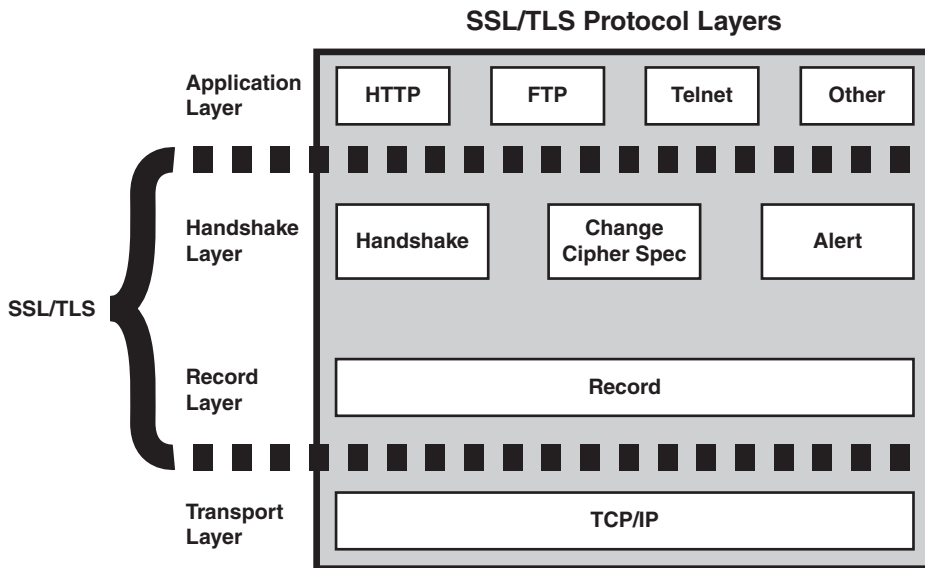 SSL/TLS Protocol Layers
Application
Layer
HTTP
FTP
Telnet
Other
SSL/TLS
Handshake
Layer
Handshake
Change
Cipher Spec
Alert
Record
Layer
Record
Transport
Layer
TCP/IP